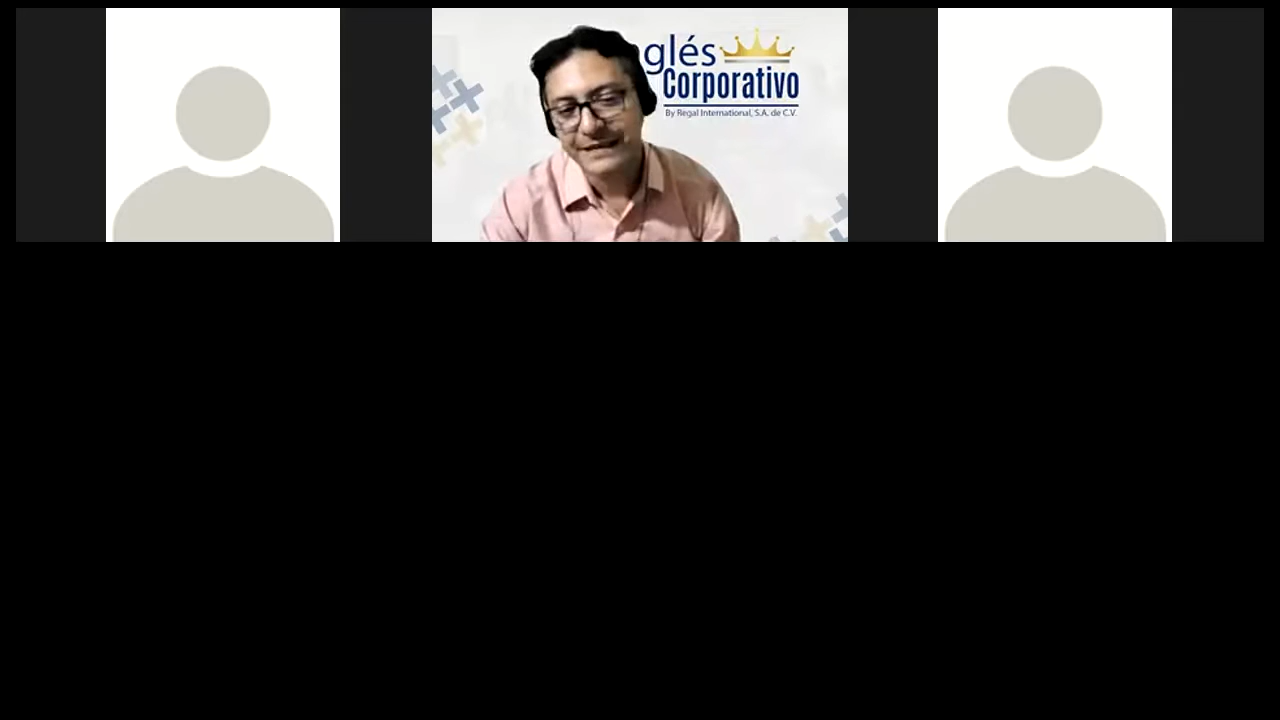 glés
Corporativo
By Regal International, S.A. de C.V.